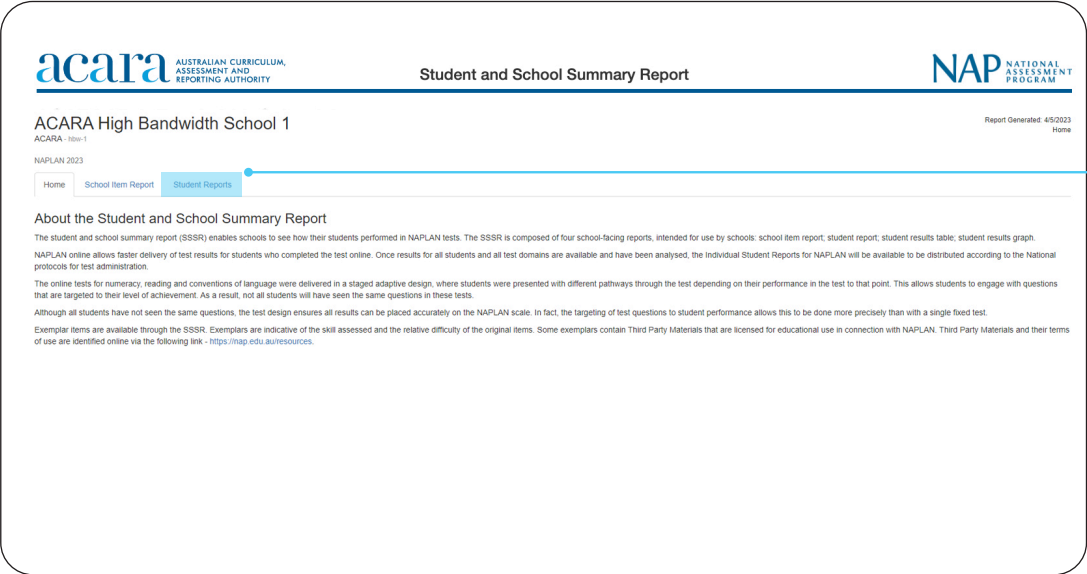 acara AUSTRALIAN CURRICULUM,
ASSESSMENT AND
REPORTING AUTHORITY
Student and School Summary Report
NAP NATIONAL
ASSESSMENT
PROGRAM
ACARA High Bandwidth School 1
ACARA - hbw-1
Report Generated: 4/5/2023
Home
NAPLAN 2023
Home School Item Report Student Reports
About the Student and School Summary Report
The student and school summary report (SSSR) enables schools to see how their students performed in NAPLAN tests. The SSSR is composed of four school-facing reports, intended for use by schools: school item report; student report; student results table; student results graph.
NAPLAN online allows faster delivery of test results for students who completed the test online. Once results for all students and all test domains are available and have been analysed, the Individual Student Reports for NAPLAN will be available to be distributed according to the National
protocols for test administration.
The online tests for numeracy, reading and conventions of language were delivered in a staged adaptive design, where students were presented with different pathways through the test depending on their performance in the test to that point. This allows students to engage with questions
that are targeted to their level of achievement. As a result, not all students will have seen the same questions in these tests.
Although all students have not seen the same questions, the test design ensures all results can be placed accurately on the NAPLAN scale. In fact, the targeting of test questions to student performance allows this to be done more precisely than with a single fixed test.
Exemplar items are available through the SSSR. Exemplars are indicative of the skill assessed and the relative difficulty of the original items. Some exemplars contain Third Party Materials that are licensed for educational use in connection with NAPLAN. Third Party Materials and their terms
of use are identified online via the following link - https://nap.edu.au/resources.